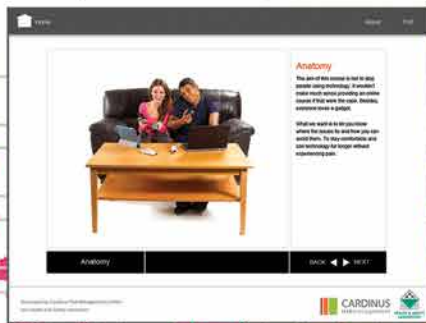 Home
About
Exit
Anatomy
The aim of this course is not to stop
people using technology. It wouldn't
make much sense providing an online
course if that were the case. Besides,
everyone loves a gadget.
What we want is to let you know
where the issues lie and how you can
avoid them. To stay comfortable and
use technology for longer without
experiencing pain.
Anatomy
BACK
NEXT
CARDINUS